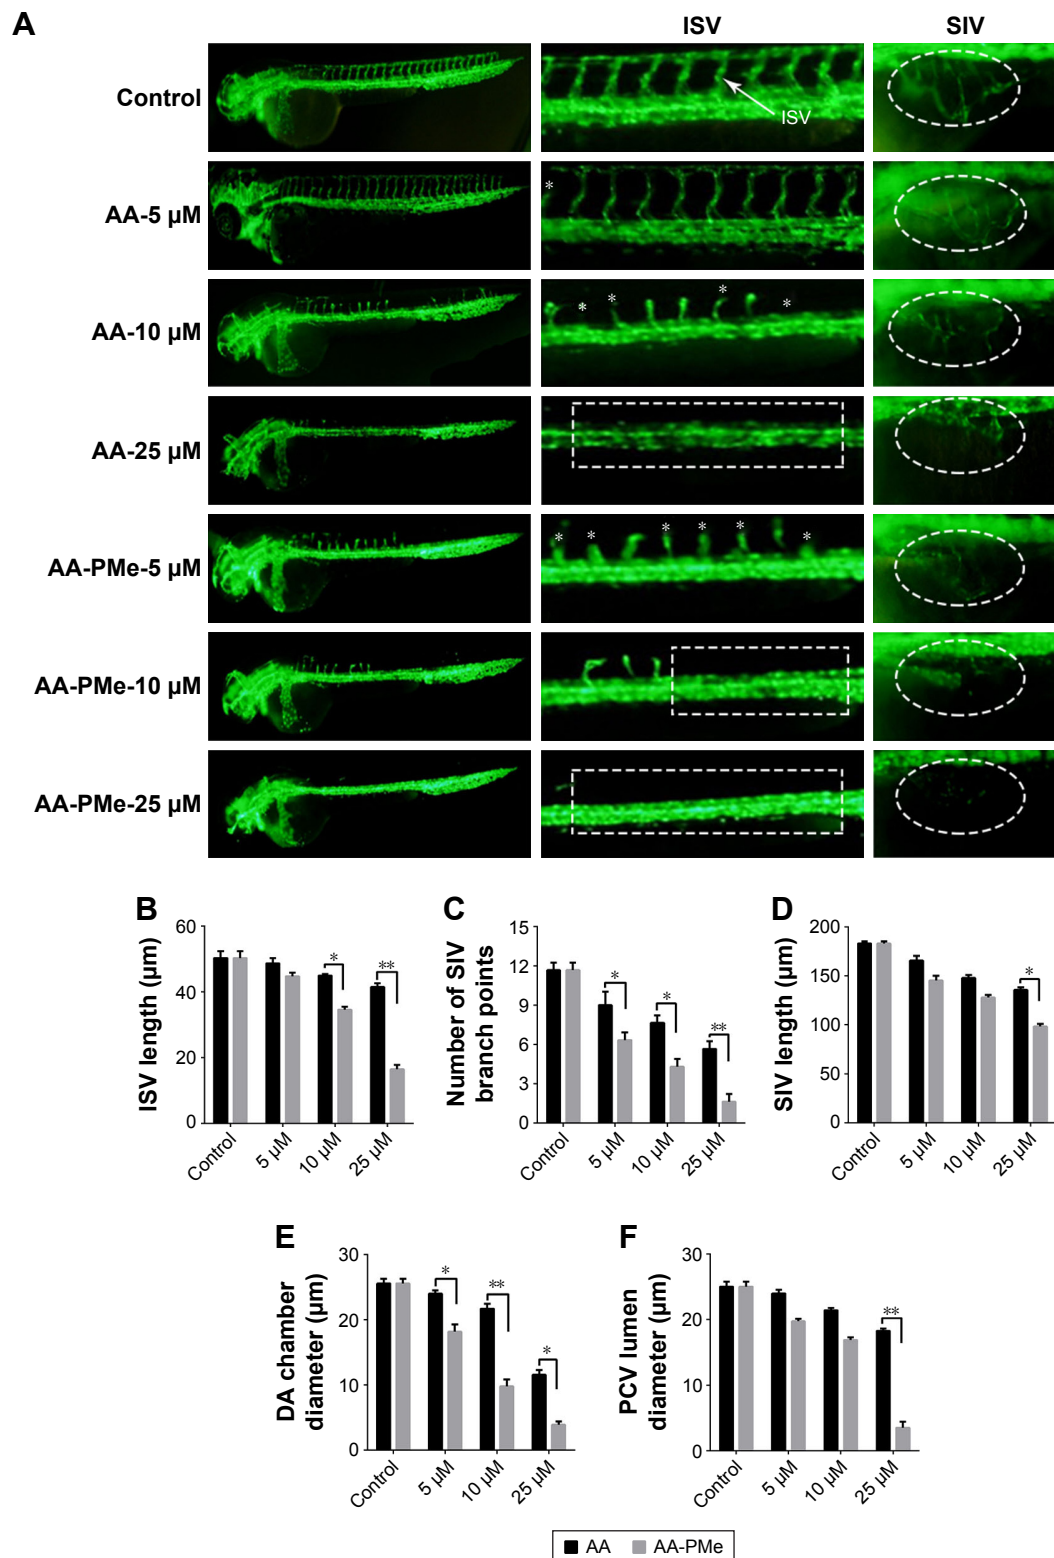 A
ISV
SIV
Control
ISV
AA-5 µM
*
AA-10 µM
* * * *
AA-25 µM
AA-PMe-5 µM
* * * * * *
AA-PMe-10 µM
AA-PMe-25 µM
B
ISV length (µm)
60
40
20
0
* **
Control 5 µM 10 µM 25 µM
C
Number of SIV
branch points
15
12
9
6
3
0
* * **
Control 5 µM 10 µM 25 µM
D
SIV length (µm)
200
150
100
50
0
*
Control 5 µM 10 µM 25 µM
E
DA chamber
diameter (µm)
30
20
10
0
* ** *
Control 5 µM 10 µM 25 µM
F
PCV lumen
diameter (µm)
30
20
10
0
**
Control 5 µM 10 µM 25 µM
AA AA-PMe